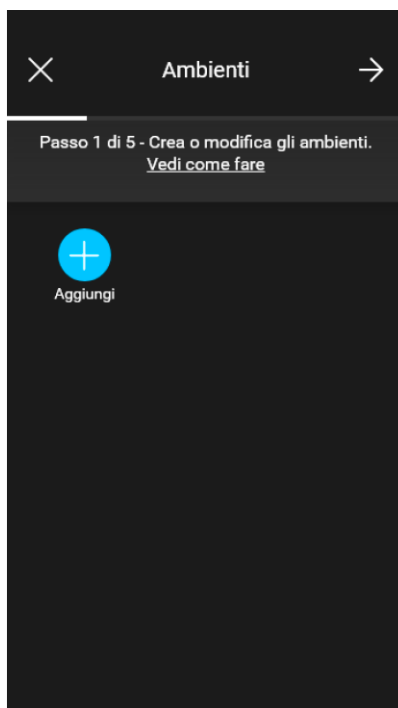 Ambienti
Passo 1 di 5 - Crea o modifica gli ambienti.
Vedi come fare
Aggiungi